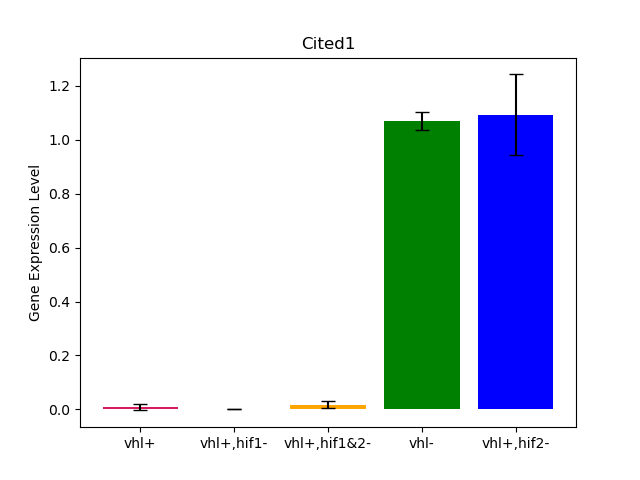 Cited1
Gene Expression Level
1.2
1.0
0.8
0.6
0.4
0.2
0.0
vhl+
vhl+,hif1-
vhl+,hif1&2-
vhl-
vhl+,hif2-